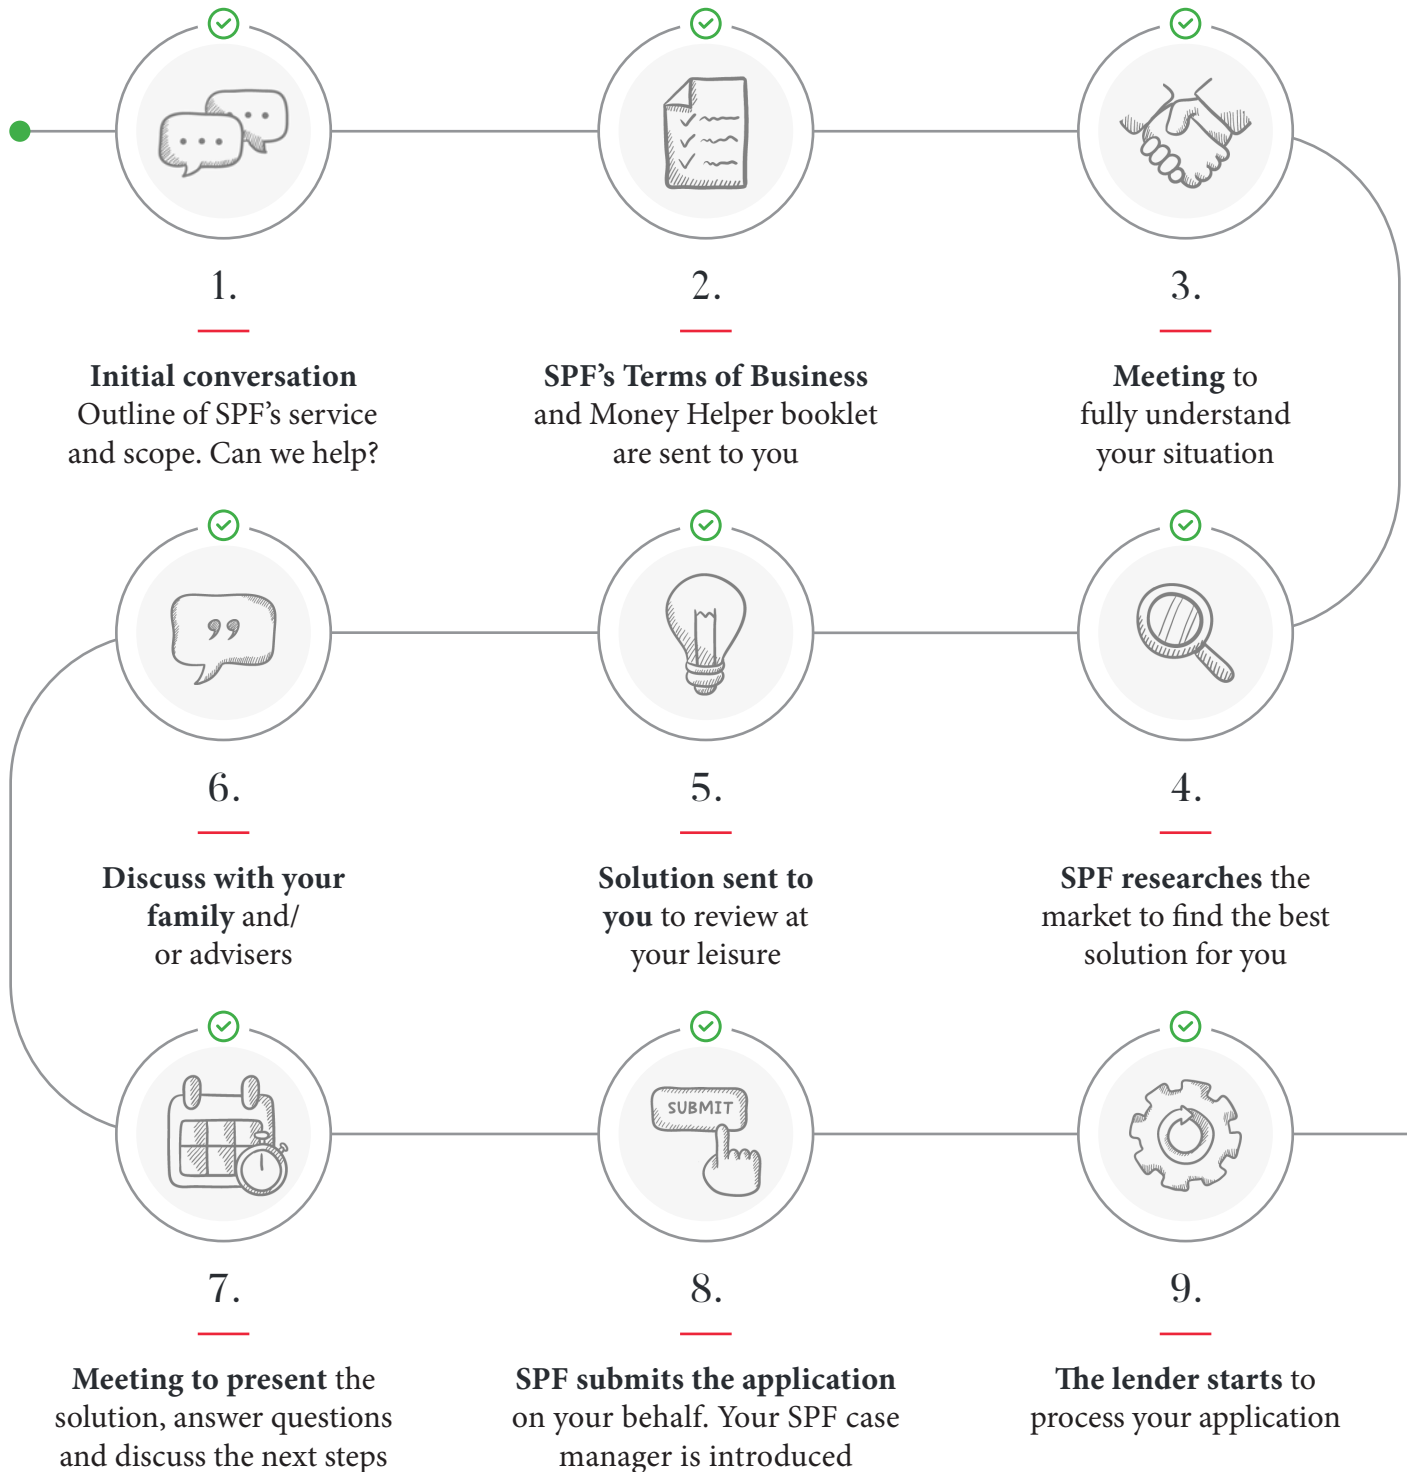 1.
Initial conversation
Outline of SPF’s service
and scope. Can we help?
2.
SPF’s Terms of Business
and Money Helper booklet
are sent to you
3.
Meeting to
fully understand
your situation
4.
SPF researches the
market to find the best
solution for you
5.
Solution sent to
you to review at
your leisure
6.
Discuss with your
family and/
or advisers
7.
Meeting to present the
solution, answer questions
and discuss the next steps
SUBMIT
8.
SPF submits the application
on your behalf. Your SPF case
manager is introduced
9.
The lender starts to
process your application